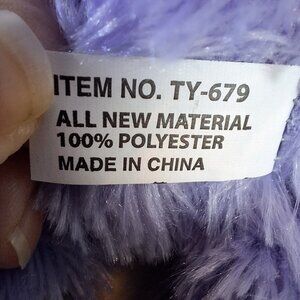 ITEM NO. TY-679
ALL NEW MATERIAL
100% POLYESTER
MADE IN CHINA